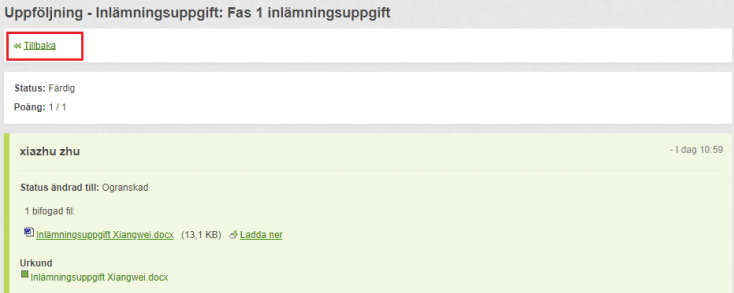 Uppföljning - Inlämningsuppgift: Fas 1 inlämningsuppgift
Tillbaka
Status: Färdig
Poäng: 1 / 1
xiazhu zhu - I dag 10:59
Status ändrad till: Ogranskad
1 bifogad fil:
Inlämningsuppgift Xiangwei.docx (13,1 KB) Ladda ner
Urkund
Inlämningsuppgift Xiangwei.docx